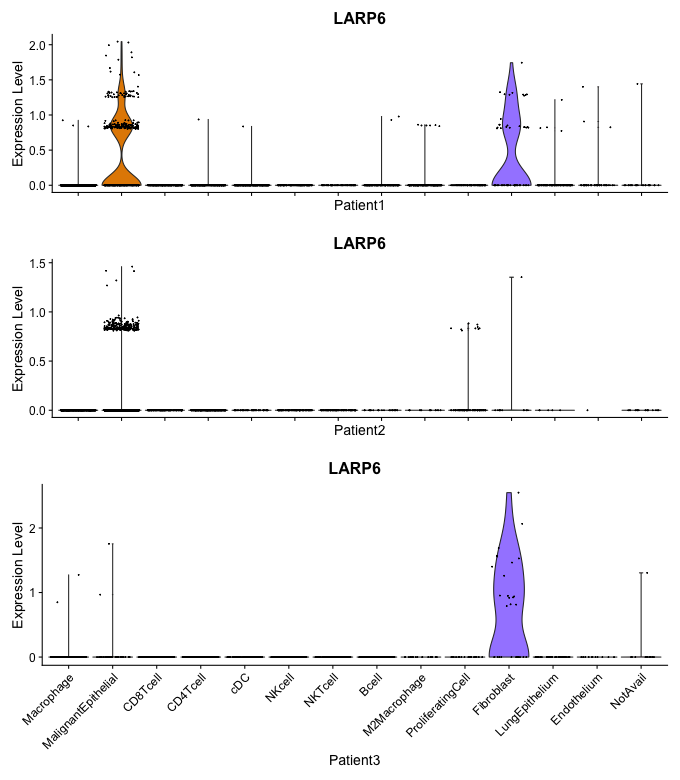 LARP6
Expression Level
2.0
1.5
1.0
0.5
0.0
Patient1
LARP6
Expression Level
1.5
1.0
0.5
0.0
Patient2
LARP6
Expression Level
2
1
0
Macrophage
MalignantEpithelial
CD8Tcell
CD4Tcell
cDC
NKcell
NKTcell
Bcell
M2Macrophage
ProliferatingCell
Fibroblast
LungEpithelium
Endothelium
NotAvail
Patient3